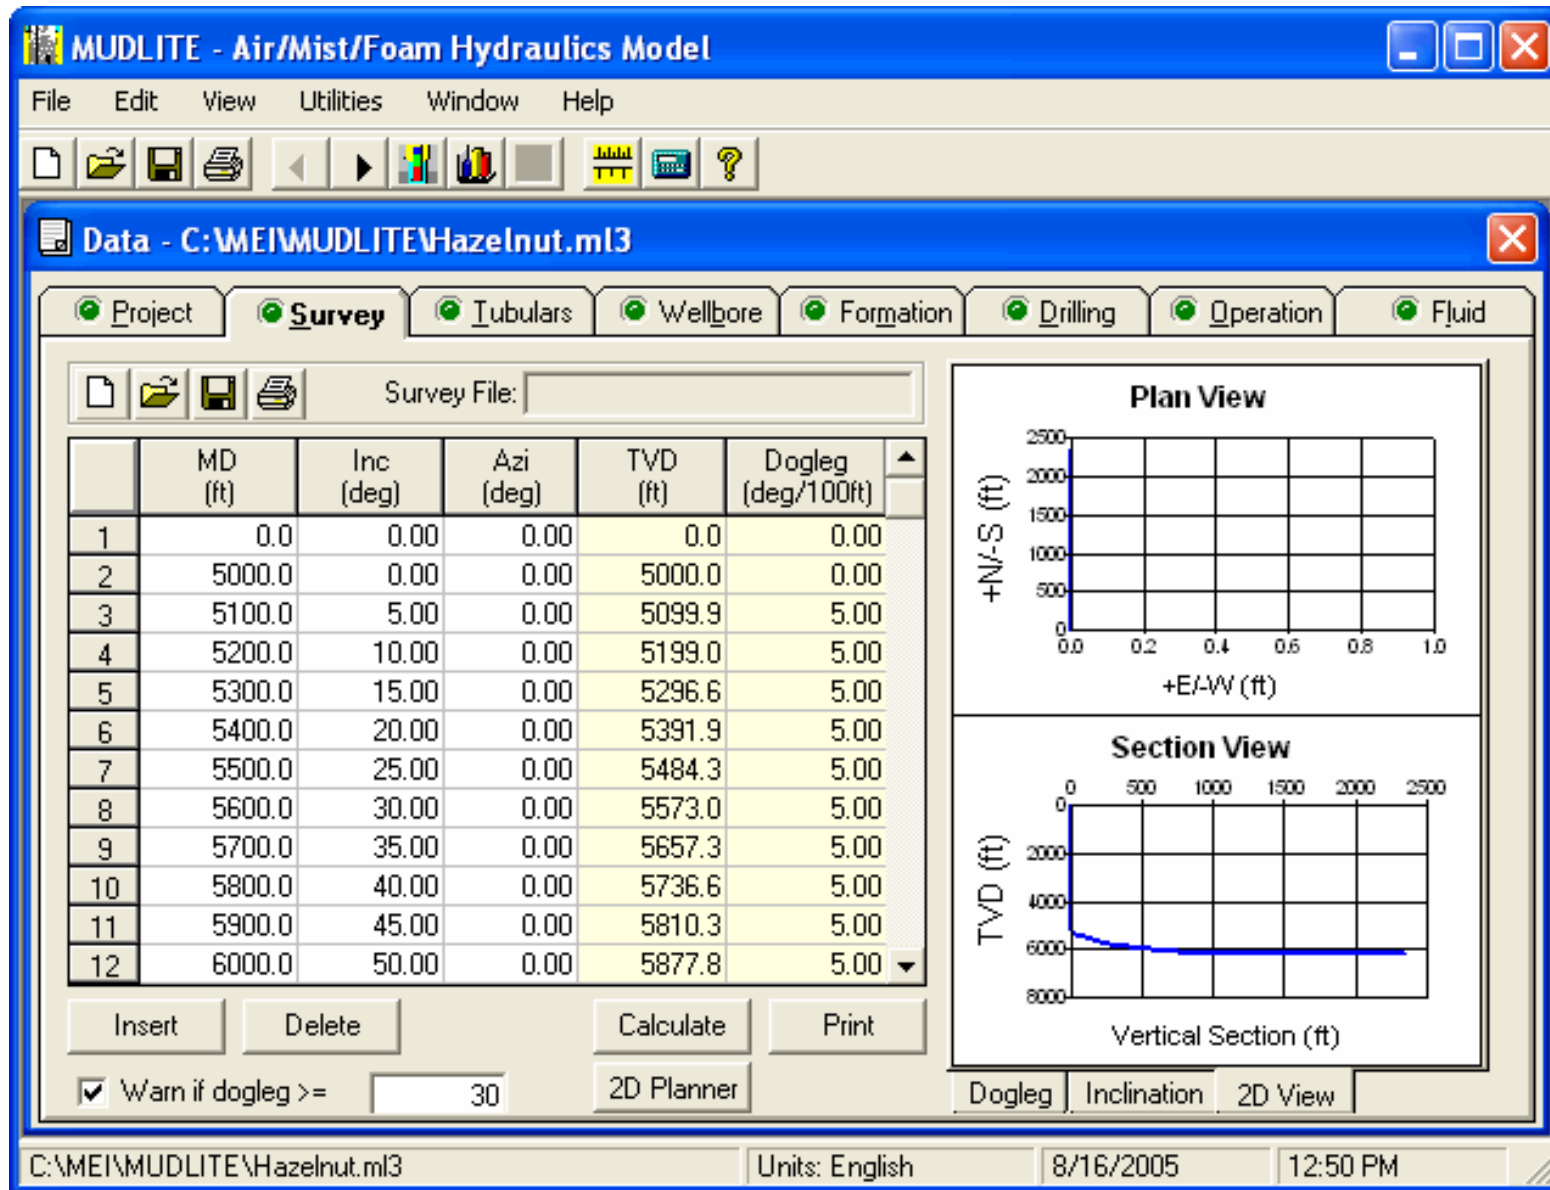 MUDLITE - Air/Mist/Foam Hydraulics Model
File Edit View Utilities Window Help
Data - C:\MEI\MUDLITE\Hazelnut.ml3
Project Survey Tubulars Wellbore Formation Drilling Operation Fluid
Survey File:
MD (ft) Inc (deg) Azi (deg) TVD (ft) Dogleg (deg/100ft)
1 0.0 0.00 0.00 0.0 0.00
2 5000.0 0.00 0.00 5000.0 0.00
3 5100.0 5.00 0.00 5099.9 5.00
4 5200.0 10.00 0.00 5199.0 5.00
5 5300.0 15.00 0.00 5296.6 5.00
6 5400.0 20.00 0.00 5391.9 5.00
7 5500.0 25.00 0.00 5484.3 5.00
8 5600.0 30.00 0.00 5573.0 5.00
9 5700.0 35.00 0.00 5657.3 5.00
10 5800.0 40.00 0.00 5736.6 5.00
11 5900.0 45.00 0.00 5810.3 5.00
12 6000.0 50.00 0.00 5877.8 5.00
Insert Delete Calculate Print
Warn if dogleg >= 30 2D Planner
Plan View
+N/-S (ft)
2500
2000
1500
1000
500
0
0.0 0.2 0.4 0.6 0.8 1.0
+E/-W (ft)
Section View
0 500 1000 1500 2000 2500
TVD (ft)
0
2000
4000
6000
8000
Vertical Section (ft)
Dogleg Inclination 2D View
C:\MEI\MUDLITE\Hazelnut.ml3 Units: English 8/16/2005 12:50 PM